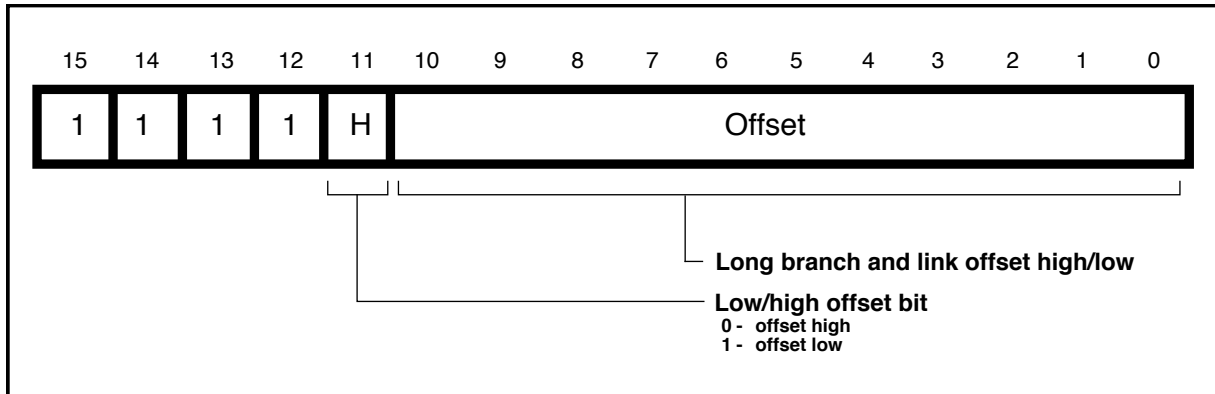 15 14 13 12 11 10 9 8 7 6 5 4 3 2 1 0
1 1 1 1 H Offset
Long branch and link offset high/low
Low/high offset bit
0 - offset high
1 - offset low